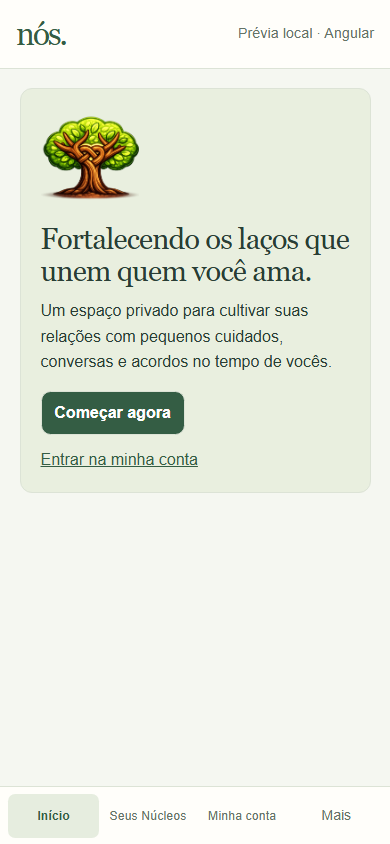 nós.
Prévia local · Angular
Fortalecendo os laços que
unem quem você ama.
Um espaço privado para cultivar suas
relações com pequenos cuidados,
conversas e acordos no tempo de vocês.
Começar agora
Entrar na minha conta
Início
Seus Núcleos
Minha conta
Mais